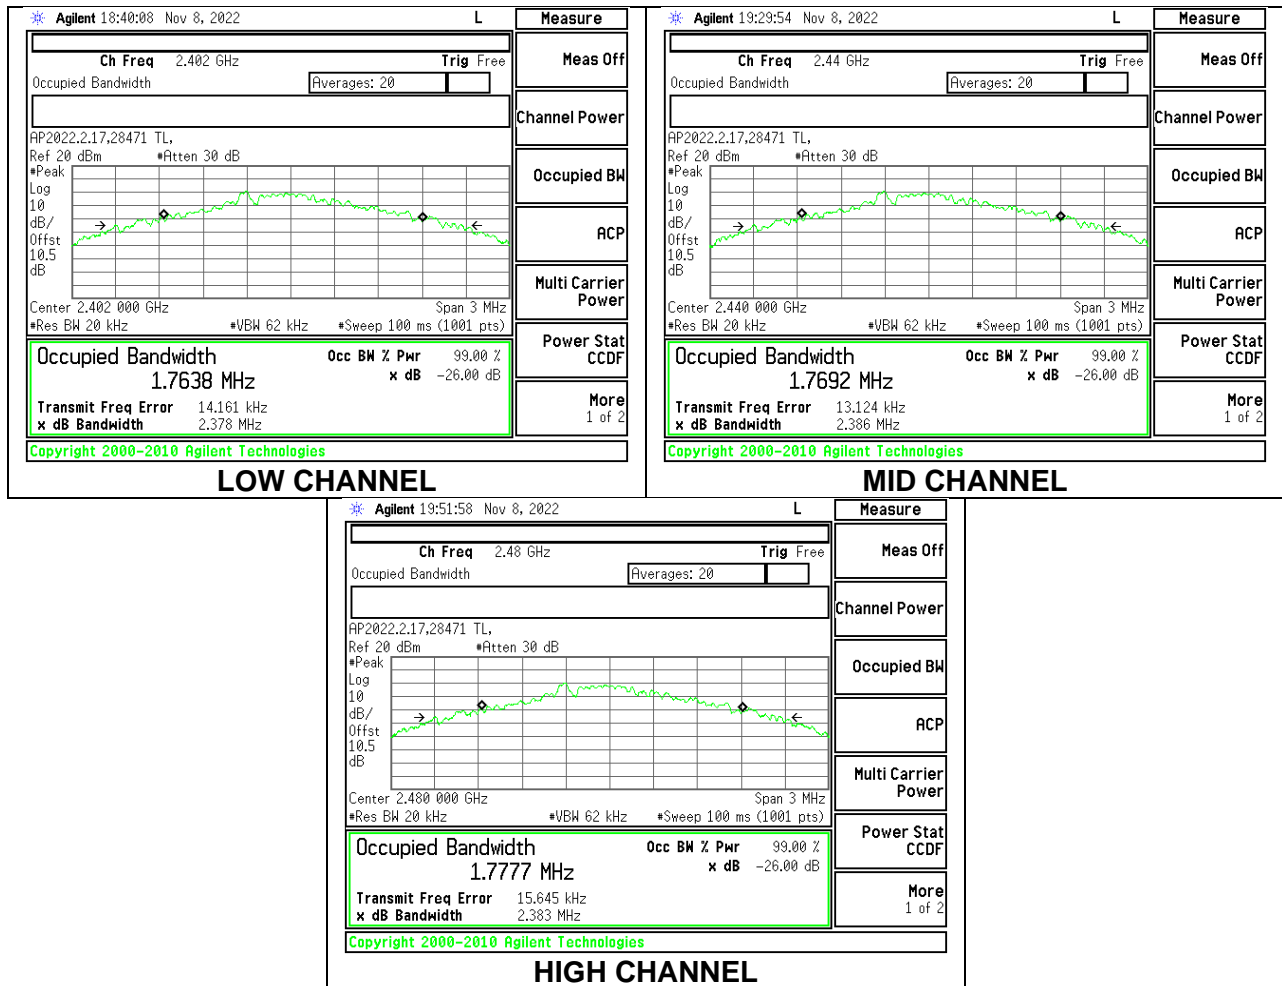 Agilent 18:40:08 Nov 8, 2022 L Measure
Ch Freq 2.402 GHz Trig Free
Meas Off
Occupied Bandwidth Averages: 20
Channel Power
AP2022.2.17,28471 TL,
Ref 20 dBm #Atten 30 dB
#Peak
Occupied BW
Log
10
dB/
ACP
Offst
10.5
dB
Multi Carrier
Power
Center 2.402 000 GHz Span 3 MHz
#Res BW 20 kHz #VBW 62 kHz #Sweep 100 ms (1001 pts)
Power Stat
CCDF
Occupied Bandwidth Occ BW % Pwr 99.00 %
1.7638 MHz x dB -26.00 dB
More
1 of 2
Transmit Freq Error 14.161 kHz
x dB Bandwidth 2.378 MHz
Copyright 2000-2010 Agilent Technologies
LOW CHANNEL
Agilent 19:29:54 Nov 8, 2022 L Measure
Ch Freq 2.44 GHz Trig Free
Meas Off
Occupied Bandwidth Averages: 20
Channel Power
AP2022.2.17,28471 TL,
Ref 20 dBm #Atten 30 dB
#Peak
Occupied BW
Log
10
dB/
ACP
Offst
10.5
dB
Multi Carrier
Power
Center 2.440 000 GHz Span 3 MHz
#Res BW 20 kHz #VBW 62 kHz #Sweep 100 ms (1001 pts)
Power Stat
CCDF
Occupied Bandwidth Occ BW % Pwr 99.00 %
1.7692 MHz x dB -26.00 dB
More
1 of 2
Transmit Freq Error 13.124 kHz
x dB Bandwidth 2.386 MHz
Copyright 2000-2010 Agilent Technologies
MID CHANNEL
Agilent 19:51:58 Nov 8, 2022 L Measure
Ch Freq 2.48 GHz Trig Free
Meas Off
Occupied Bandwidth Averages: 20
Channel Power
AP2022.2.17,28471 TL,
Ref 20 dBm #Atten 30 dB
#Peak
Occupied BW
Log
10
dB/
ACP
Offst
10.5
dB
Multi Carrier
Power
Center 2.480 000 GHz Span 3 MHz
#Res BW 20 kHz #VBW 62 kHz #Sweep 100 ms (1001 pts)
Power Stat
CCDF
Occupied Bandwidth Occ BW % Pwr 99.00 %
1.7777 MHz x dB -26.00 dB
More
1 of 2
Transmit Freq Error 15.645 kHz
x dB Bandwidth 2.383 MHz
Copyright 2000-2010 Agilent Technologies
HIGH CHANNEL